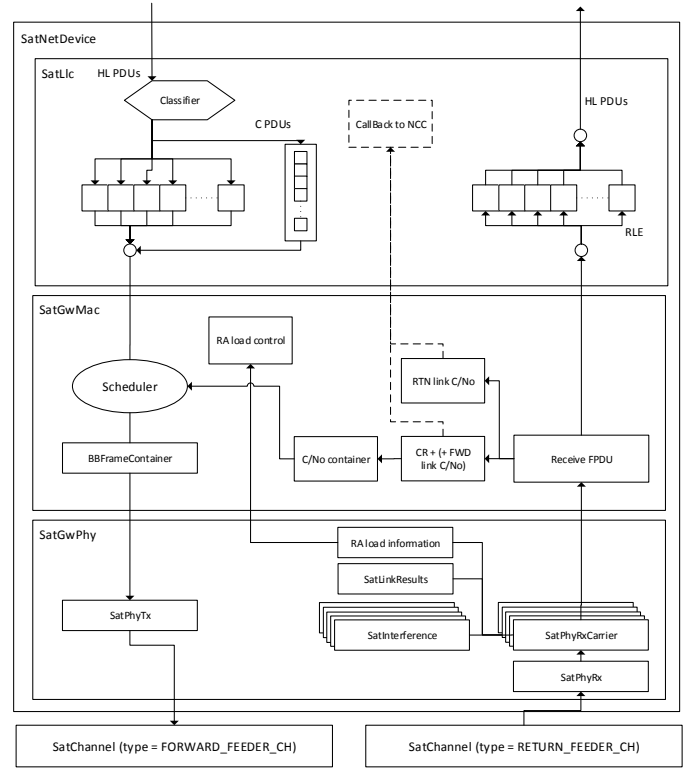 SatNetDevice
SatLlc
HL PDUs
Classifier
C PDUs
CallBack to NCC
HL PDUs
RLE
SatGwMac
RA load control
RTN link C/No
Scheduler
BBFrameContainer
C/No container
CR + (+ FWD
link C/No)
Receive FPDU
SatGwPhy
RA load information
SatLinkResults
SatPhyTx
SatInterference
SatPhyRxCarrier
SatPhyRx
SatChannel (type = FORWARD_FEEDER_CH)
SatChannel (type = RETURN_FEEDER_CH)